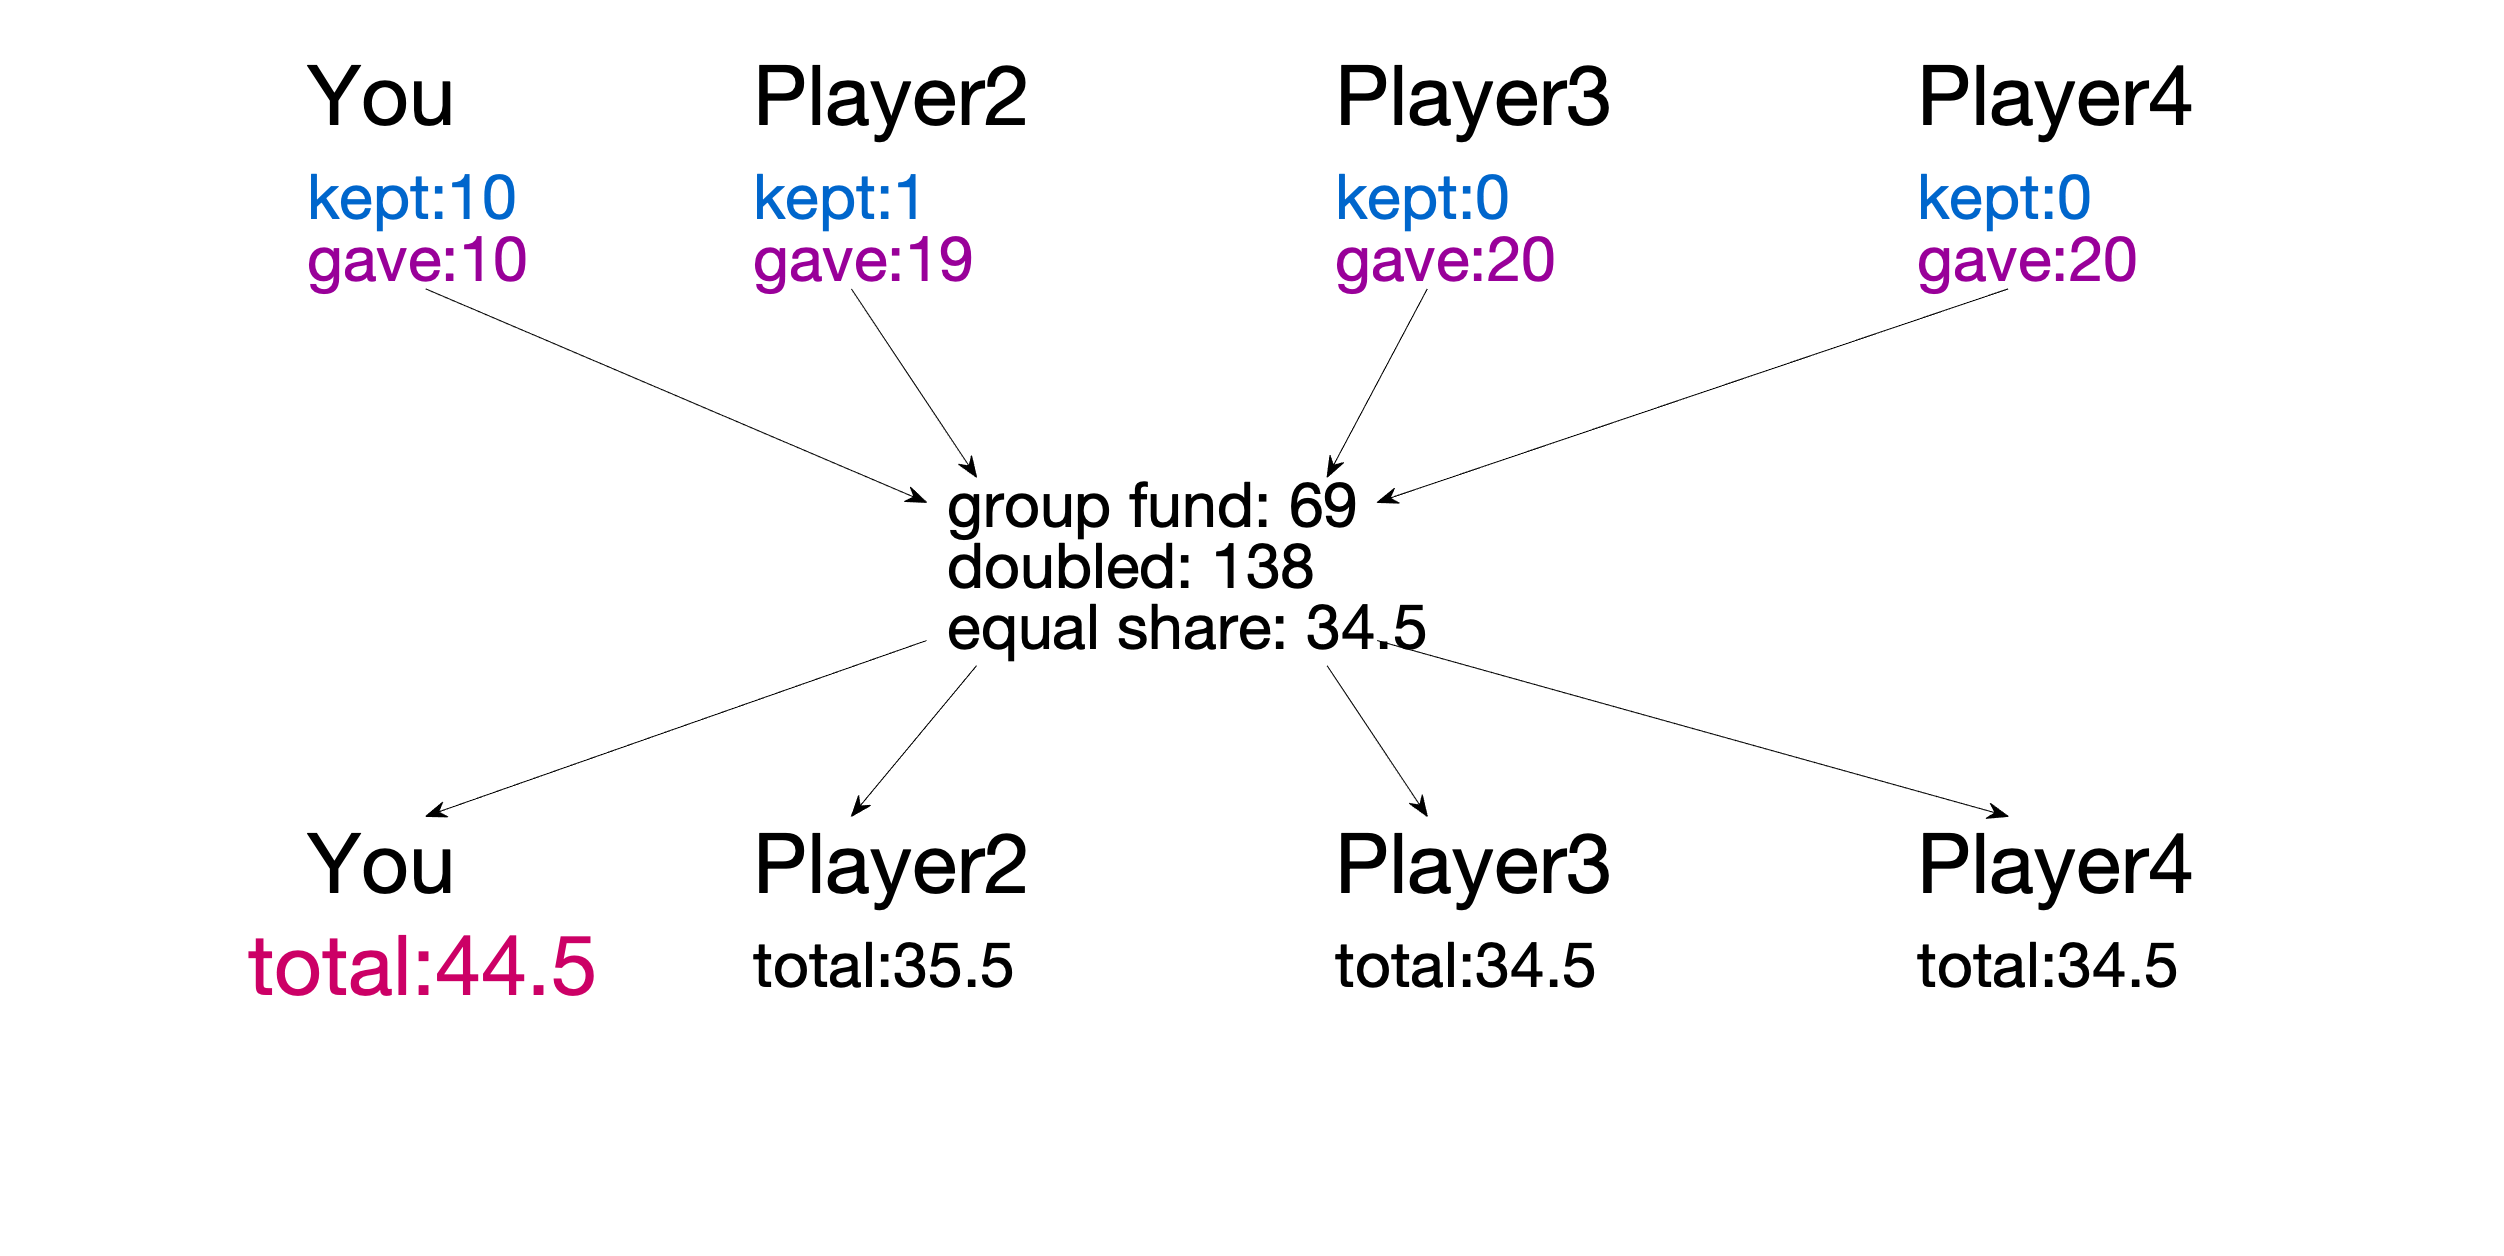 You Player2 Player3 Player4
kept:10 kept:1 kept:0 kept:0
gave:10 gave:19 gave:20 gave:20
group fund: 69
doubled: 138
equal share: 34.5
You Player2 Player3 Player4
total:44.5 total:35.5 total:34.5 total:34.5